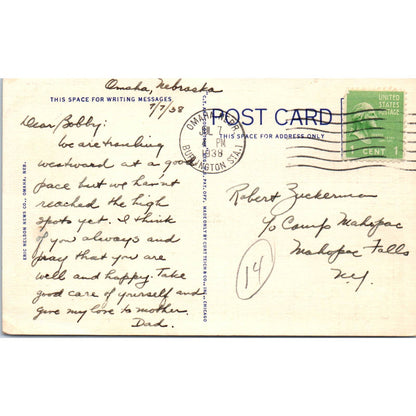 Omaha, Nebraska
7/7/38
THIS SPACE FOR WRITING MESSAGES
POST CARD
THIS SPACE FOR ADDRESS ONLY
UNITED STATES
POSTAGE
1 CENT 1
OMAHA, NEBR.
JUL 7
PM
1938
BURLINGTON STA.1
Dear Bobby:
We are traveling
westward at a good
pace but we hav'nt
reached the high
spots yet. I think
of you always and
pray that you are
well and happy. Take
good care of yourself and
give my love to mother.
Dad.
Robert Zuckerman
c/o Camp Mahopac
Mahopac Falls
N.Y.
14
ERIC NELSON NEWS CO., OMAHA, NEB.